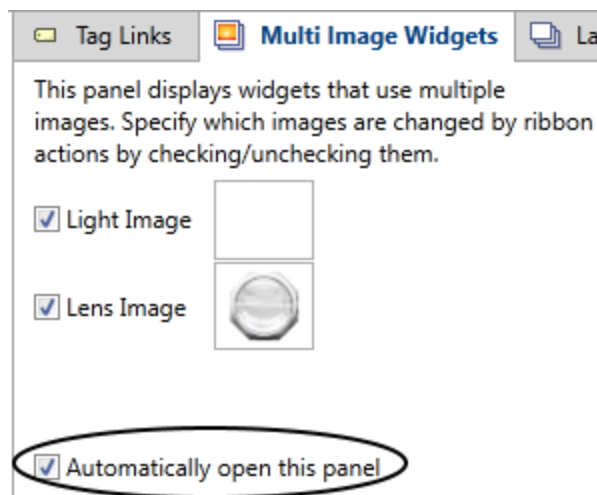 Tag Links Multi Image Widgets La
This panel displays widgets that use multiple
images. Specify which images are changed by ribbon
actions by checking/unchecking them.
Light Image
Lens Image
Automatically open this panel